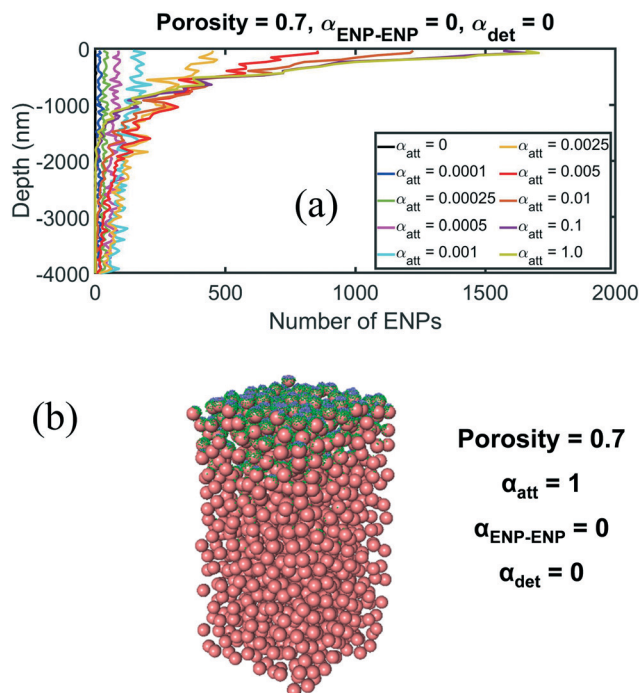 Porosity = 0.7, αENP-ENP = 0, αdet = 0
0
-1000
-2000
-3000
-4000
Depth (nm)
(a)
αatt = 0
αatt = 0.0001
αatt = 0.00025
αatt = 0.0005
αatt = 0.001
αatt = 0.0025
αatt = 0.005
αatt = 0.01
αatt = 0.1
αatt = 1.0
0 500 1000 1500 2000
Number of ENPs
(b)
Porosity = 0.7
αatt = 1
αENP-ENP = 0
αdet = 0